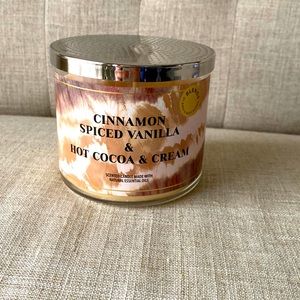 CINNAMON
SPICED VANILLA
&
HOT COCOA & CREAM
SCENTED CANDLE MADE WITH
NATURAL ESSENTIAL OILS